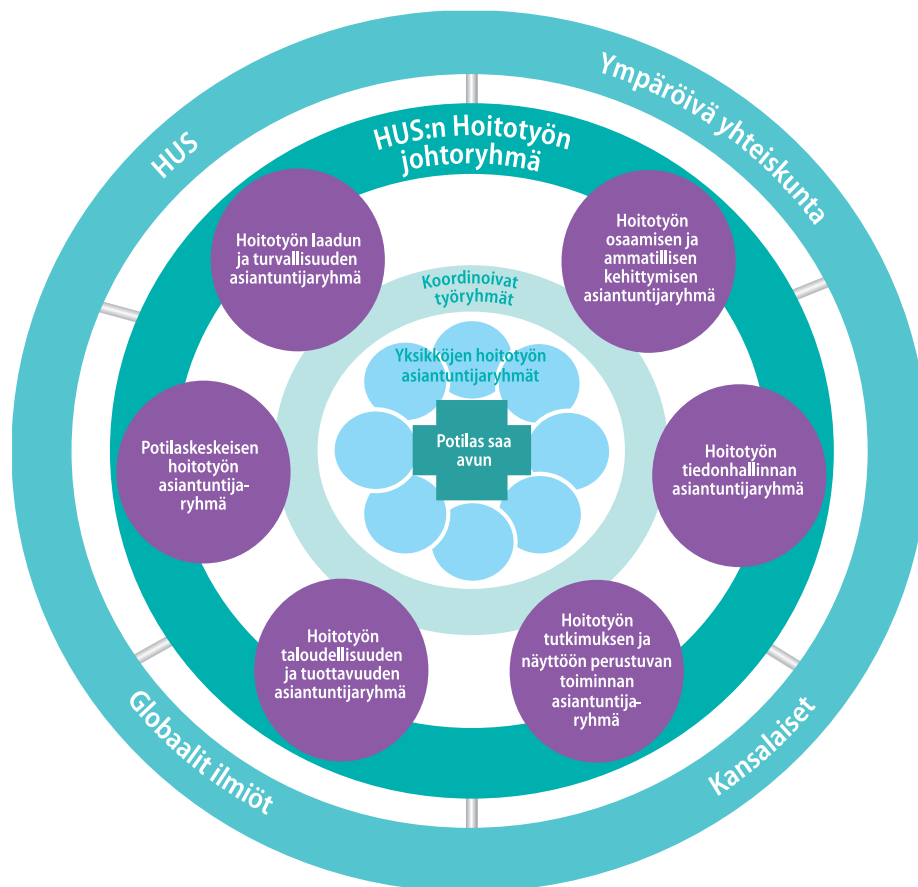 HUS
Ympäröivä yhteiskunta
HUS:n Hoitotyön
johtoryhmä
Hoitotyön laadun
ja turvallisuuden
asiantuntijaryhmä
Hoitotyön
osaamisen ja
ammatillisen
kehittymisen
asiantuntijaryhmä
Koordinoivat
työryhmät
Yksikköjen hoitotyön
asiantuntijaryhmät
Potilas saa
avun
Potilaskeskeisen
hoitotyön
asiantuntija-
ryhmä
Hoitotyön
tiedonhallinnan
asiantuntijaryhmä
Hoitotyön
taloudellisuuden
ja tuottavuuden
asiantuntijaryhmä
Hoitotyön
tutkimuksen ja
näyttöön perustuvan
toiminnan
asiantuntija-
ryhmä
Globaalit ilmiöt
Kansalaiset